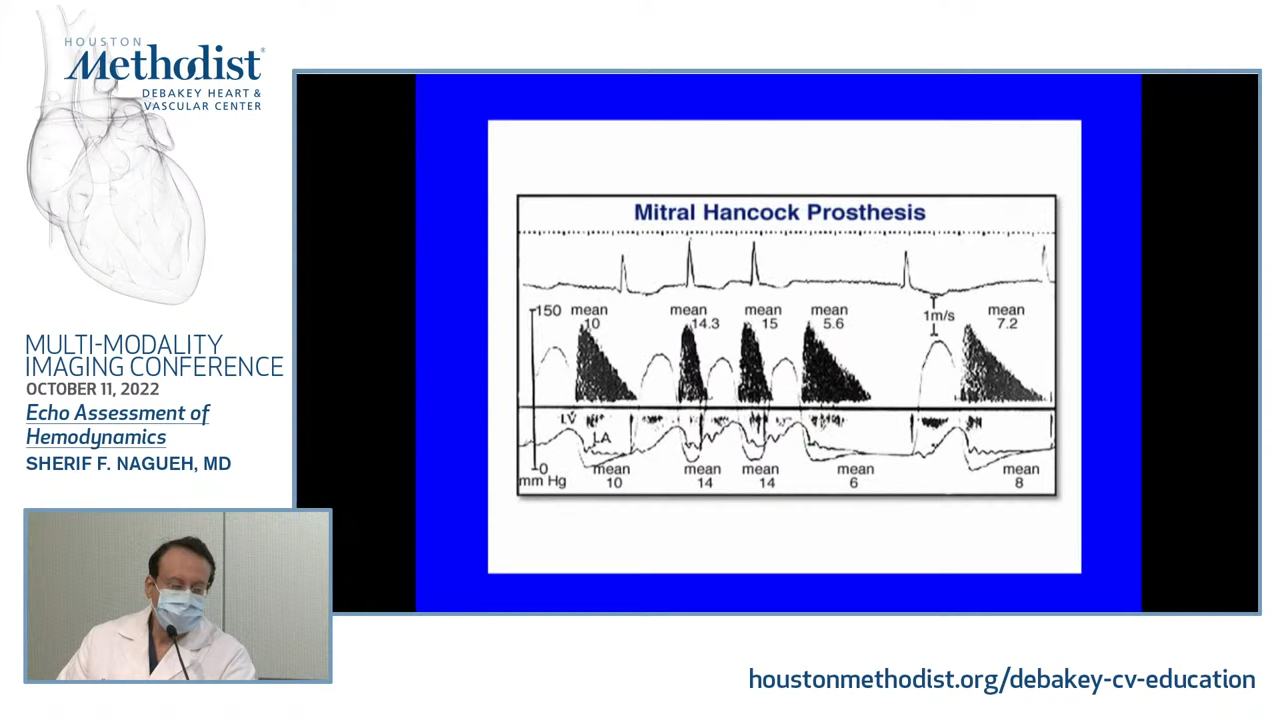 HOUSTON
Methodist®
DEBAKEY HEART &
VASCULAR CENTER
MULTI-MODALITY
IMAGING CONFERENCE
OCTOBER 11, 2022
Echo Assessment of
Hemodynamics
SHERIF F. NAGUEH, MD
Mitral Hancock Prosthesis
150 mean mean mean mean 1m/s mean
10 14.3 15 5.6 7.2
LV
LA
0 mean mean mean mean mean
mm Hg 10 14 14 6 8
houstonmethodist.org/debakey-cv-education